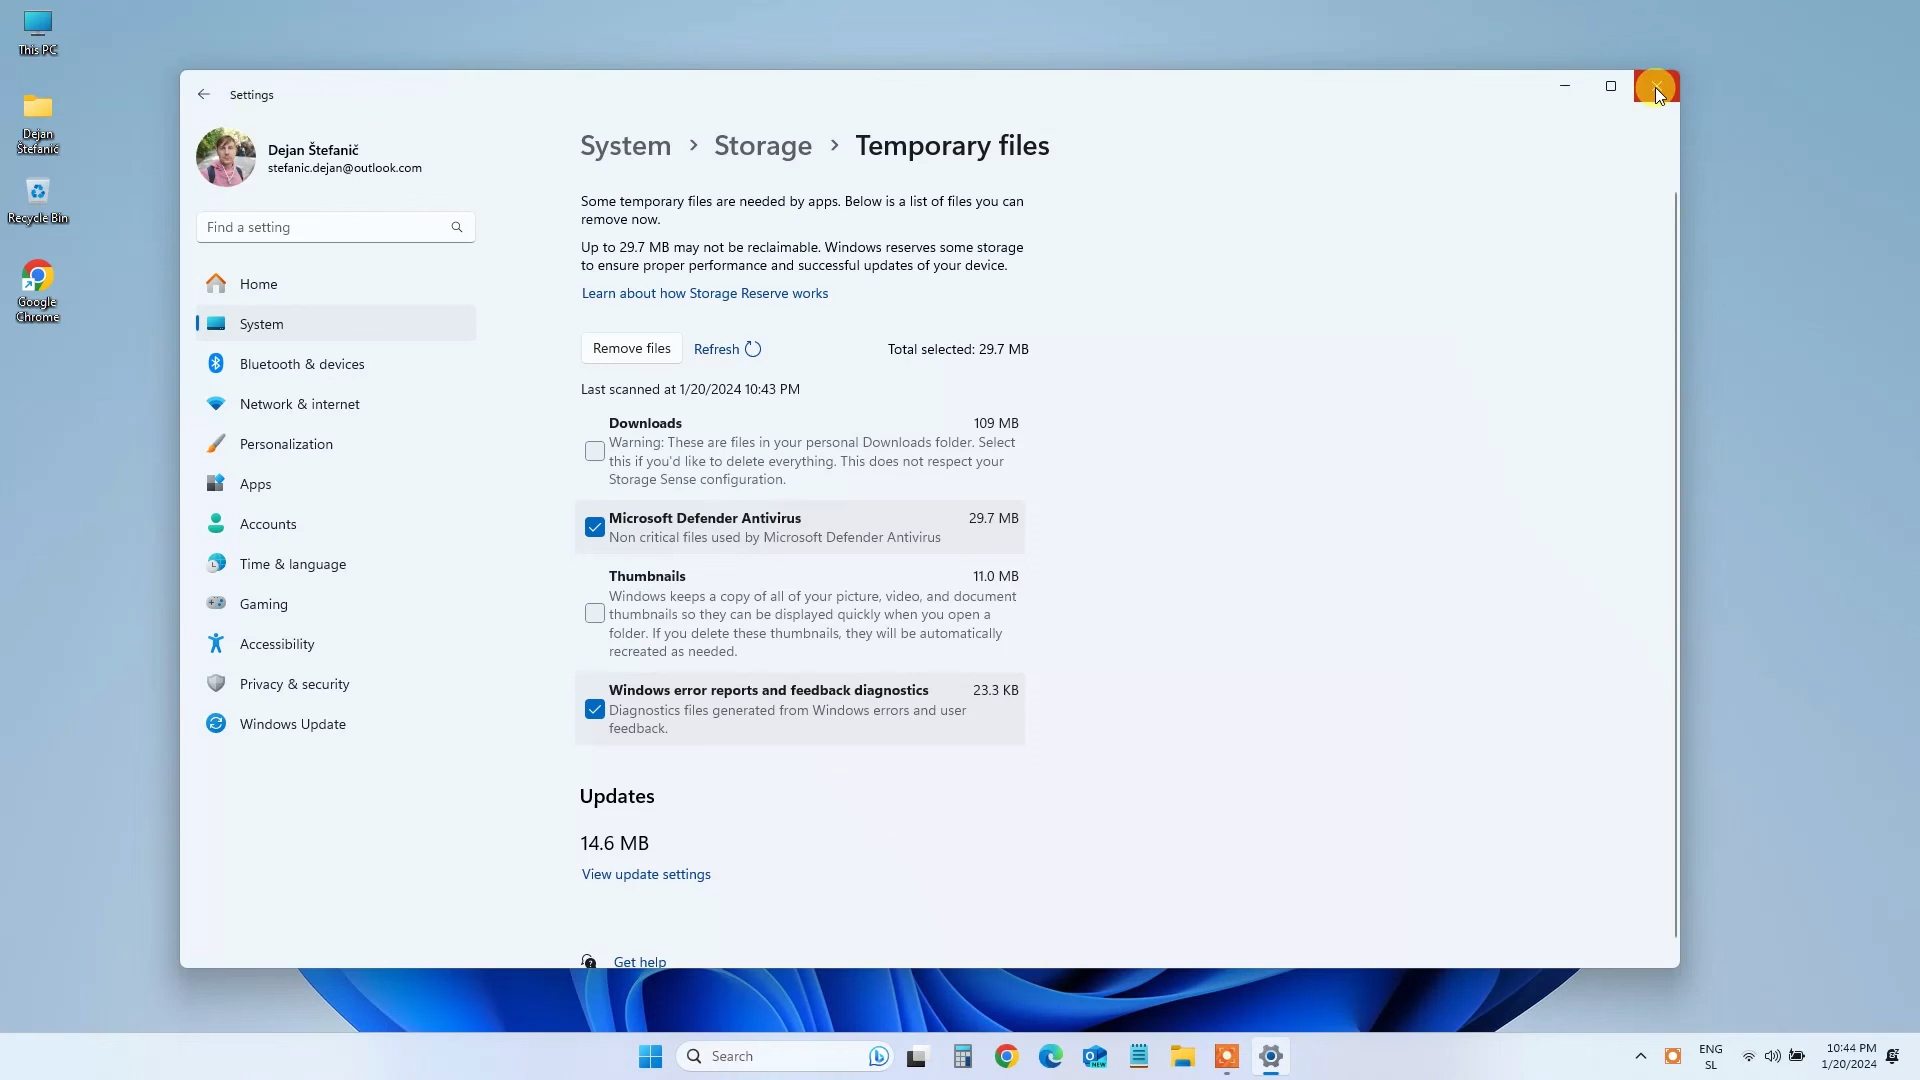 This PC
Dejan
Štefanič
Recycle Bin
Google
Chrome
Settings
Dejan Štefanič
stefanic.dejan@outlook.com
Find a setting
Home
System
Bluetooth & devices
Network & internet
Personalization
Apps
Accounts
Time & language
Gaming
Accessibility
Privacy & security
Windows Update
System > Storage > Temporary files
Some temporary files are needed by apps. Below is a list of files you can
remove now.
Up to 29.7 MB may not be reclaimable. Windows reserves some storage
to ensure proper performance and successful updates of your device.
Learn about how Storage Reserve works
Remove files Refresh Total selected: 29.7 MB
Last scanned at 1/20/2024 10:43 PM
Downloads 109 MB
Warning: These are files in your personal Downloads folder. Select
this if you'd like to delete everything. This does not respect your
Storage Sense configuration.
Microsoft Defender Antivirus 29.7 MB
Non critical files used by Microsoft Defender Antivirus
Thumbnails 11.0 MB
Windows keeps a copy of all of your picture, video, and document
thumbnails so they can be displayed quickly when you open a
folder. If you delete these thumbnails, they will be automatically
recreated as needed.
Windows error reports and feedback diagnostics 23.3 KB
Diagnostics files generated from Windows errors and user
feedback.
Updates
14.6 MB
View update settings
Get help
Search
NEW
ENG
SL
10:44 PM
1/20/2024